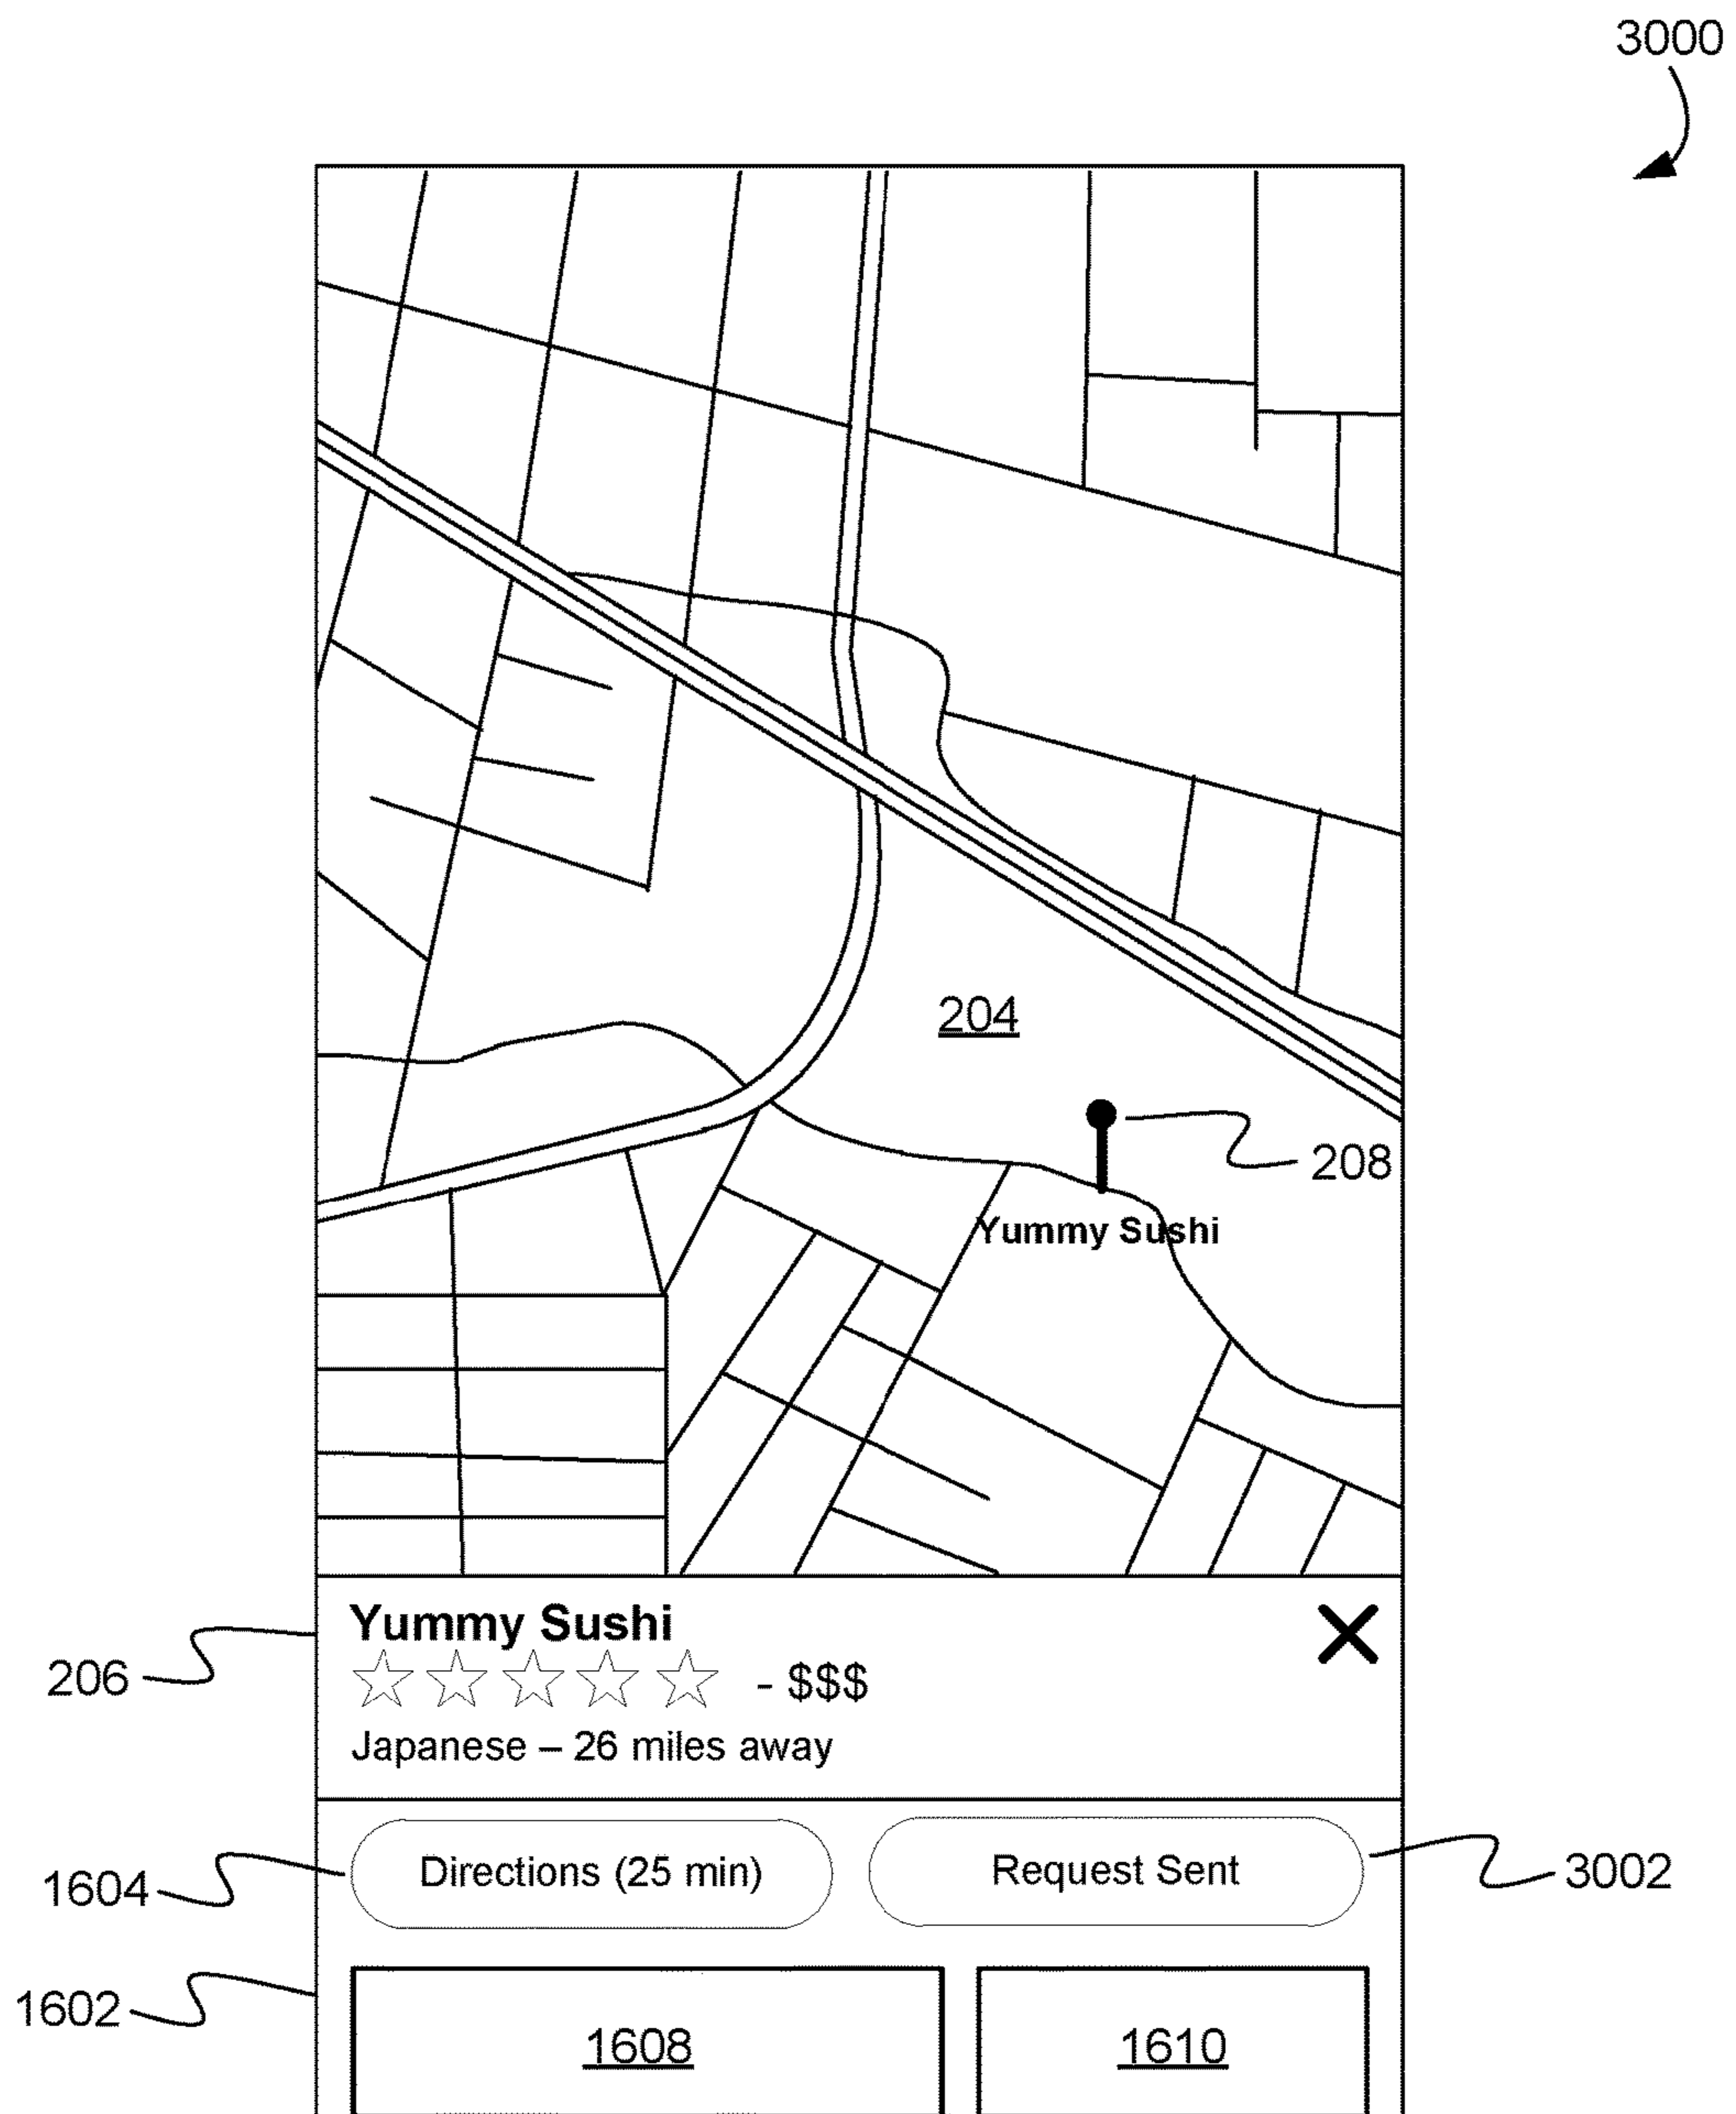 3000
204
208
Yummy Sushi
Yummy Sushi
206
- $$$
Japanese – 26 miles away
Directions (25 min)
Request Sent
1604
3002
1602
1608
1610